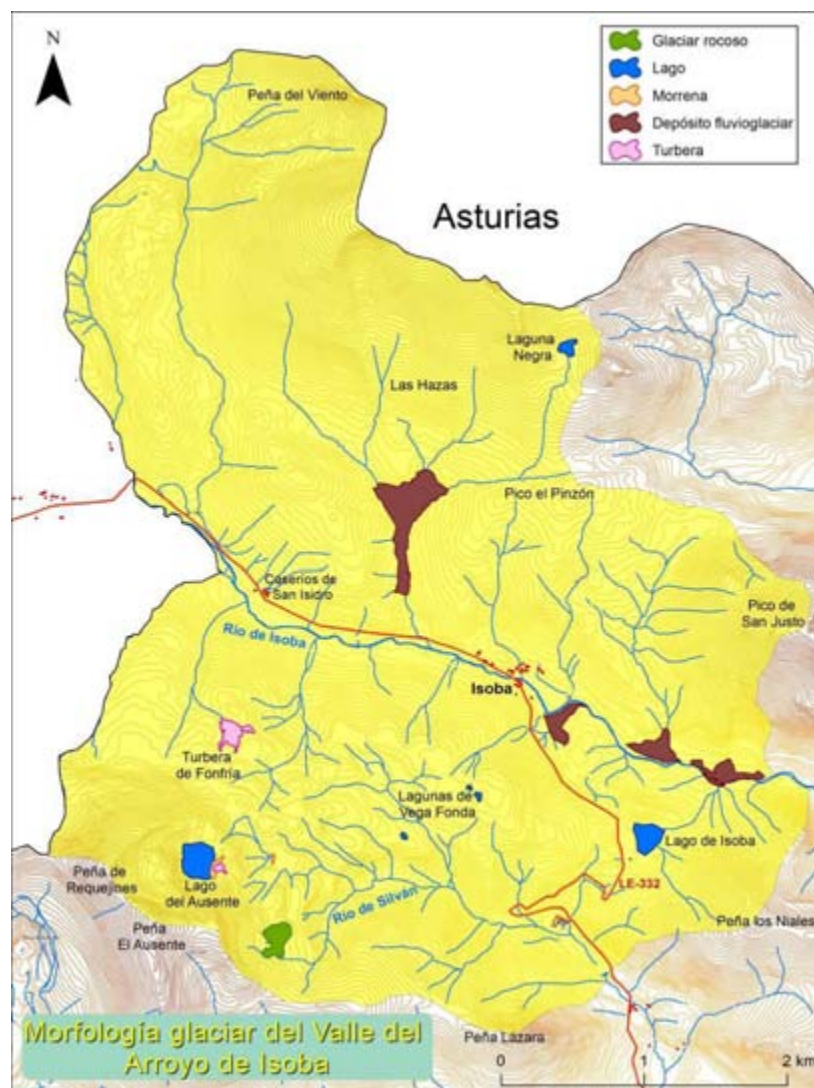 N
Glaciar rocoso
Lago
Morrena
Depósito fluvioglaciar
Turbera
Peña del Viento
Asturias
Laguna
Negra
Las Hazas
Pico el Pinzón
Caserios de
San Isidro
Pico de
San Justo
Río de Isoba
Isoba
Turbera
de Fonfría
Lagunas de
Vega Fonda
Lago de Isoba
Peña de
Requejines
Lago
del Ausente
LE-332
Río de Silván
Peña
El Ausente
Peña los Niales
Morfología glaciar del Valle del
Arroyo de Isoba
Peña Lazara
0 1 2 km